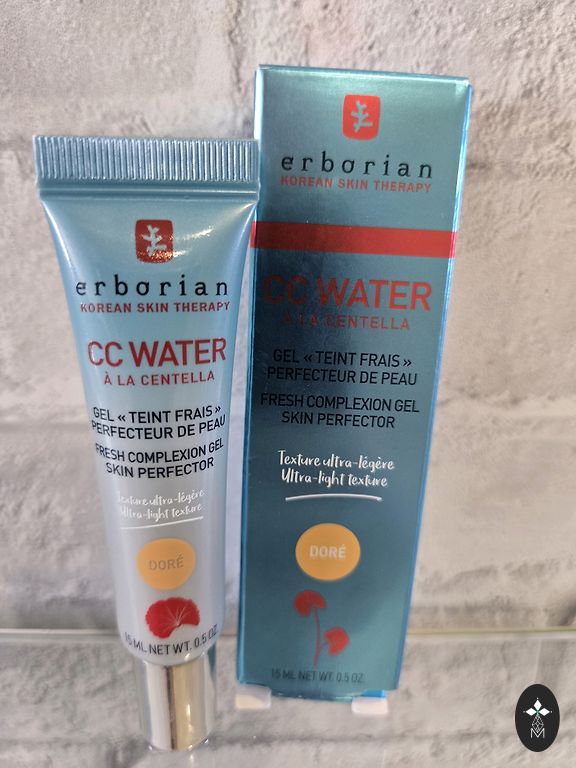 erborian
KOREAN SKIN THERAPY
CC WATER
À LA CENTELLA
GEL « TEINT FRAIS »
PERFECTEUR DE PEAU
FRESH COMPLEXION GEL
SKIN PERFECTOR
Texture ultra-légère
Ultra-light texture
DORÉ
15 ML NET WT. 0.5 OZ.
erborian
KOREAN SKIN THERAPY
CC WATER
À LA CENTELLA
GEL « TEINT FRAIS »
PERFECTEUR DE PEAU
FRESH COMPLEXION GEL
SKIN PERFECTOR
Texture ultra-légère
Ultra-light texture
DORÉ
15 ML NET WT. 0.5 OZ.
M